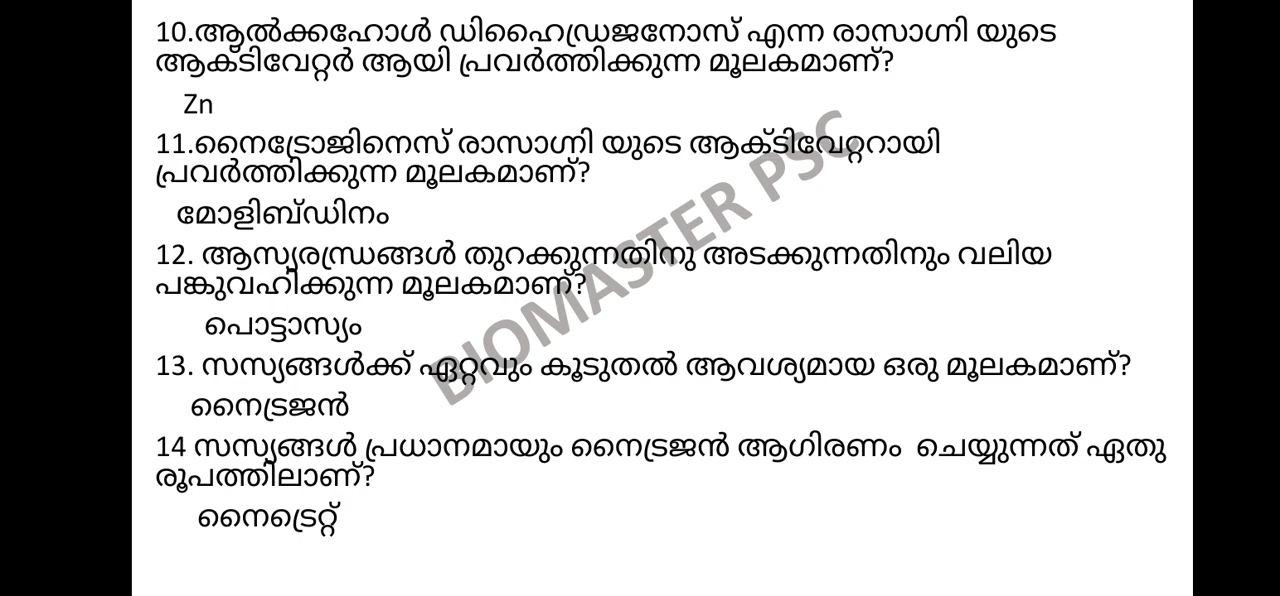 10.ആൽക്കഹോൾ ഡിഹൈഡ്രജനോസ് എന്ന രാസാഗ്നി യുടെ
ആക്ടിവേറ്റർ ആയി പ്രവർത്തിക്കുന്ന മൂലകമാണ്?
Zn
11.നൈട്രോജിനെസ് രാസാഗ്നി യുടെ ആക്ടിവേറ്ററായി
പ്രവർത്തിക്കുന്ന മൂലകമാണ്?
മോളിബ്ഡിനം
12. ആസ്യരന്ധ്രങ്ങൾ തുറക്കുന്നതിനു അടക്കുന്നതിനും വലിയ
പങ്കുവഹിക്കുന്ന മൂലകമാണ്?
പൊട്ടാസ്യം
13. സസ്യങ്ങൾക്ക് ഏറ്റവും കൂടുതൽ ആവശ്യമായ ഒരു മൂലകമാണ്?
നൈട്രജൻ
14 സസ്യങ്ങൾ പ്രധാനമായും നൈട്രജൻ ആഗിരണം ചെയ്യുന്നത് ഏതു
രൂപത്തിലാണ്?
നൈട്രെറ്റ്
BIOMASTER PSC